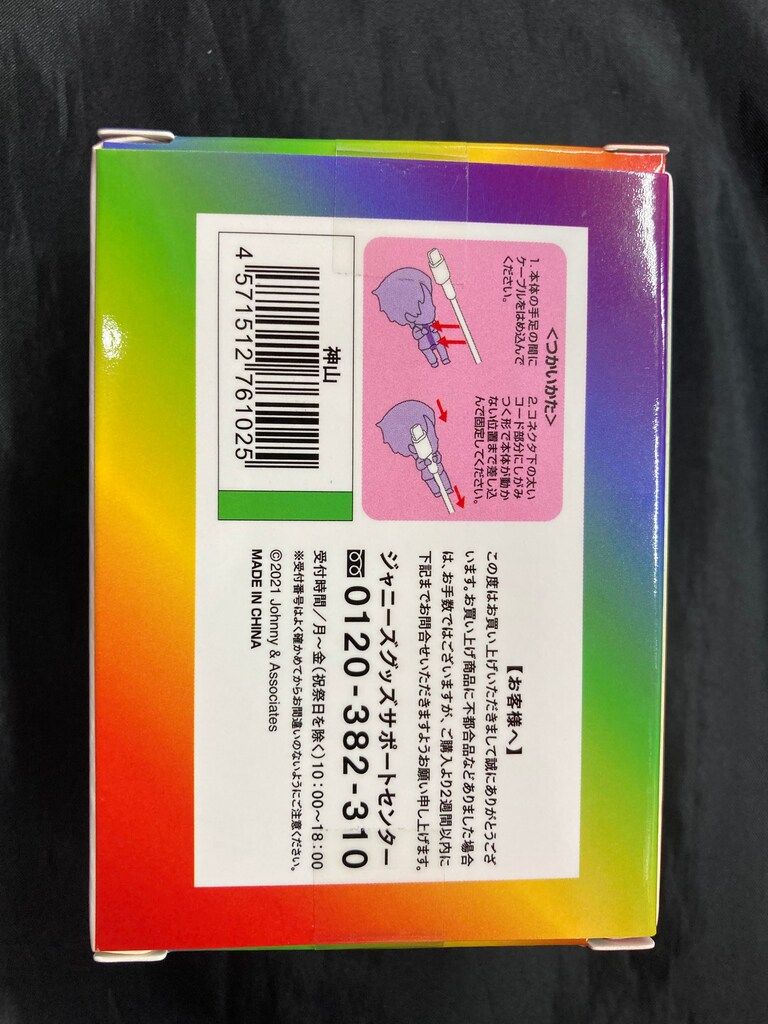 <つかいかた>
1. 本体の手足の間に
ケーブルをはめ込んで
ください。
2. コネクタ下の太い
コード部分にしがみ
つく形で本体が動か
ない位置まで差し込
んで固定してください。
神山
4 571512 761025
【お客様へ】
この度はお買い上げいただきまして誠にありがとうござ
います。お買い上げ商品に不都合品などありました場合
は、お手数ではございますが、ご購入より2週間以内に
下記までお問合せいただきますようお願い申し上げます。
ジャニーズグッズサポートセンター
0120-382-310
受付時間/月~金(祝祭日を除く)10:00~18:00
※受付番号はよく確かめてからお間違いのないようにご注意ください。
©2021 Johnny & Associates
MADE IN CHINA